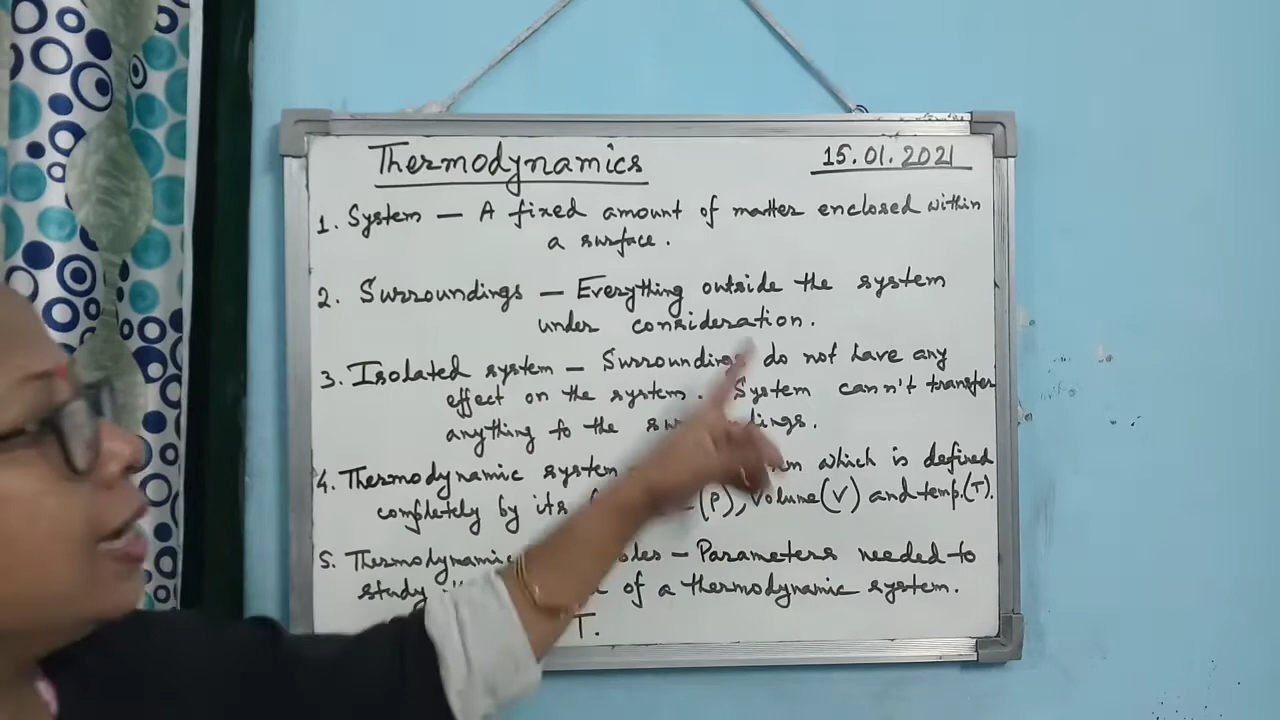 Thermodynamics 15.01.2021
1. System — A fixed amount of matter enclosed within
a surface.
2. Surroundings — Everything outside the system
under consideration.
3. Isolated system — Surroundings do not have any
effect on the system. System cann't transfer
anything to the
4. Thermodynamic system which is defined
completely by its (P), Volume (V) and temp. (T).
5. Thermodynamic — Parameters needed to
study of a thermodynamic system.
T.